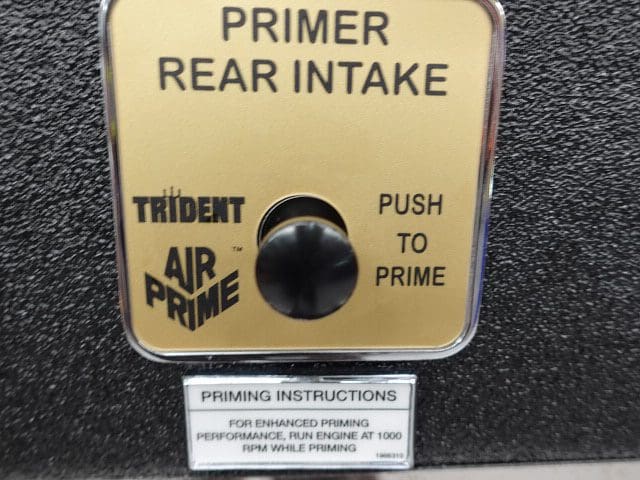 PRIMER
REAR INTAKE
TRIDENT
AIR PRIME™
PUSH
TO
PRIME
PRIMING INSTRUCTIONS
FOR ENHANCED PRIMING
PERFORMANCE, RUN ENGINE AT 1000
RPM WHILE PRIMING